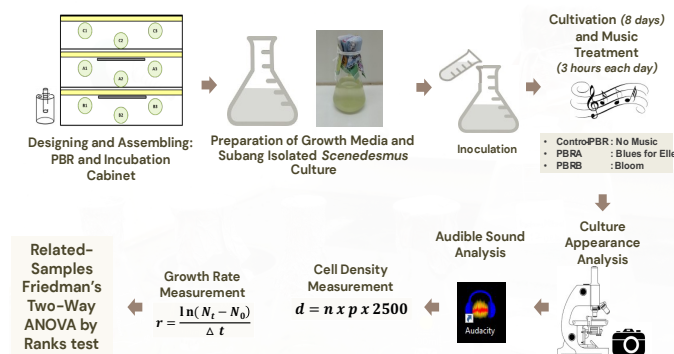 C1
C3
C2
A1
A3
A2
B1
B3
B2
Designing and Assembling:
PBR and Incubation
Cabinet
Preparation of Growth Media and
Subang Isolated Scenedesmus
Culture
Inoculation
Cultivation (8 days)
and Music
Treatment
(3 hours each day)
• Control PBR : No Music
• PBRA : Blues for Elle
• PBRB : Bloom
Culture
Appearance
Analysis
Audible Sound
Analysis
Audacity
Cell Density
Measurement
d = n x p x 2500
Growth Rate
Measurement
r = ln(Nt − N0) / △ t
Related-
Samples
Friedman's
Two-Way
ANOVA by
Ranks test